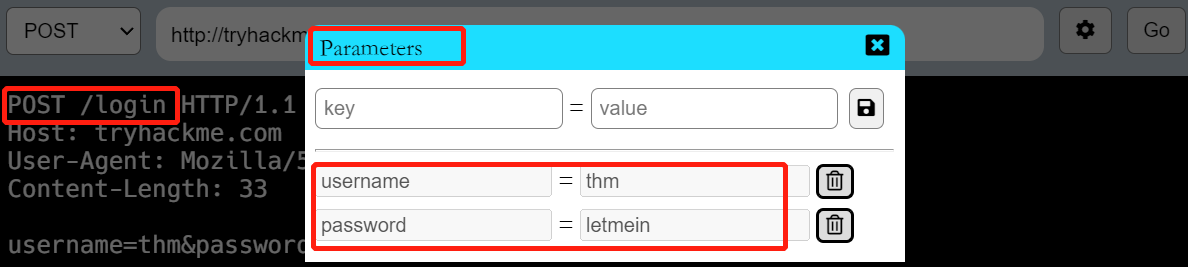 POST http://tryhackm Go
Parameters
key = value
POST /login HTTP/1.1
Host: tryhackme.com
User-Agent: Mozilla/5
Content-Length: 33
username = thm
password = letmein
username=thm&password